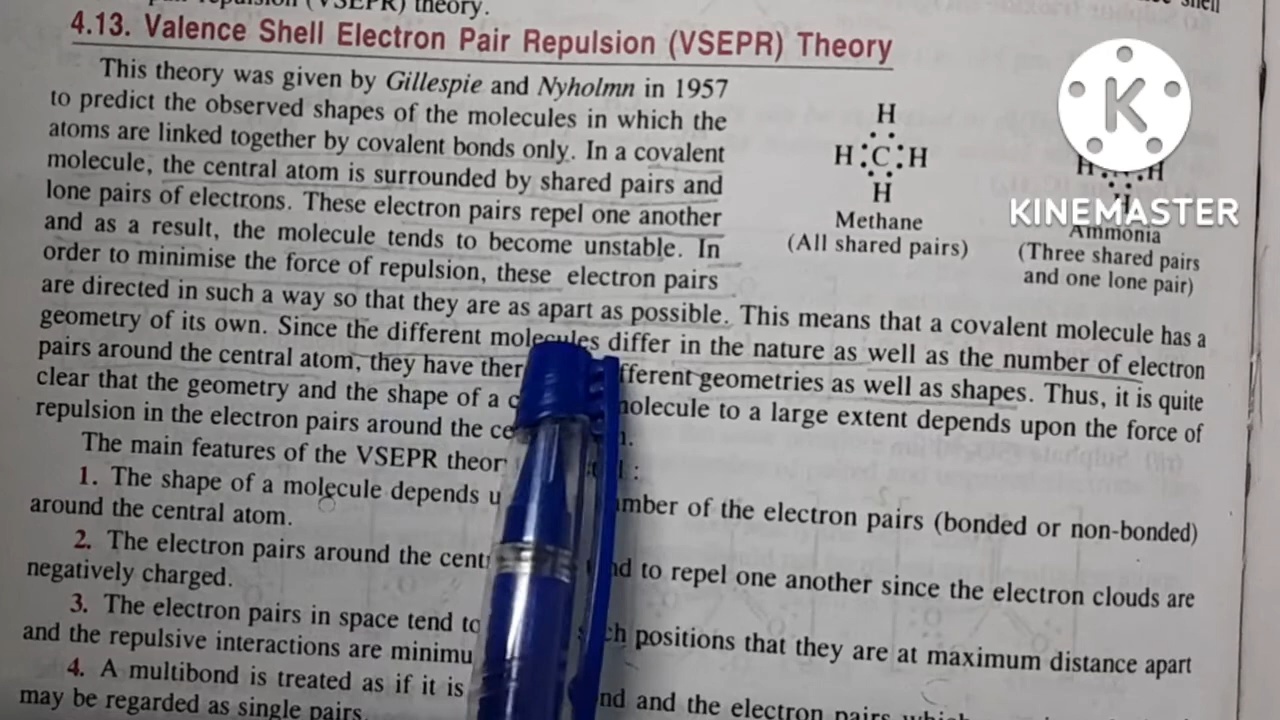 (VSEPR) theory.
shell
4.13. Valence Shell Electron Pair Repulsion (VSEPR) Theory
This theory was given by Gillespie and Nyholmn in 1957
to predict the observed shapes of the molecules in which the
atoms are linked together by covalent bonds only. In a covalent
molecule, the central atom is surrounded by shared pairs and
lone pairs of electrons. These electron pairs repel one another
and as a result, the molecule tends to become unstable. In
order to minimise the force of repulsion, these electron pairs
are directed in such a way so that they are as apart as possible. This means that a covalent molecule has a
geometry of its own. Since the different molecules differ in the nature as well as the number of electron
pairs around the central atom, they have different geometries as well as shapes. Thus, it is quite
clear that the geometry and the shape of a molecule to a large extent depends upon the force of
repulsion in the electron pairs around the
The main features of the VSEPR :
1. The shape of a molecule depends number of the electron pairs (bonded or non-bonded)
around the central atom.
2. The electron pairs around the to repel one another since the electron clouds are
negatively charged.
3. The electron pairs in space tend positions that they are at maximum distance apart
and the repulsive interactions are
4. A multibond is treated as if it is and the electron pairs
may be regarded as single pairs.
H
H:C:H
H
Methane
(All shared pairs)
H H
Ammonia
(Three shared pairs
and one lone pair)
K
KINEMASTER